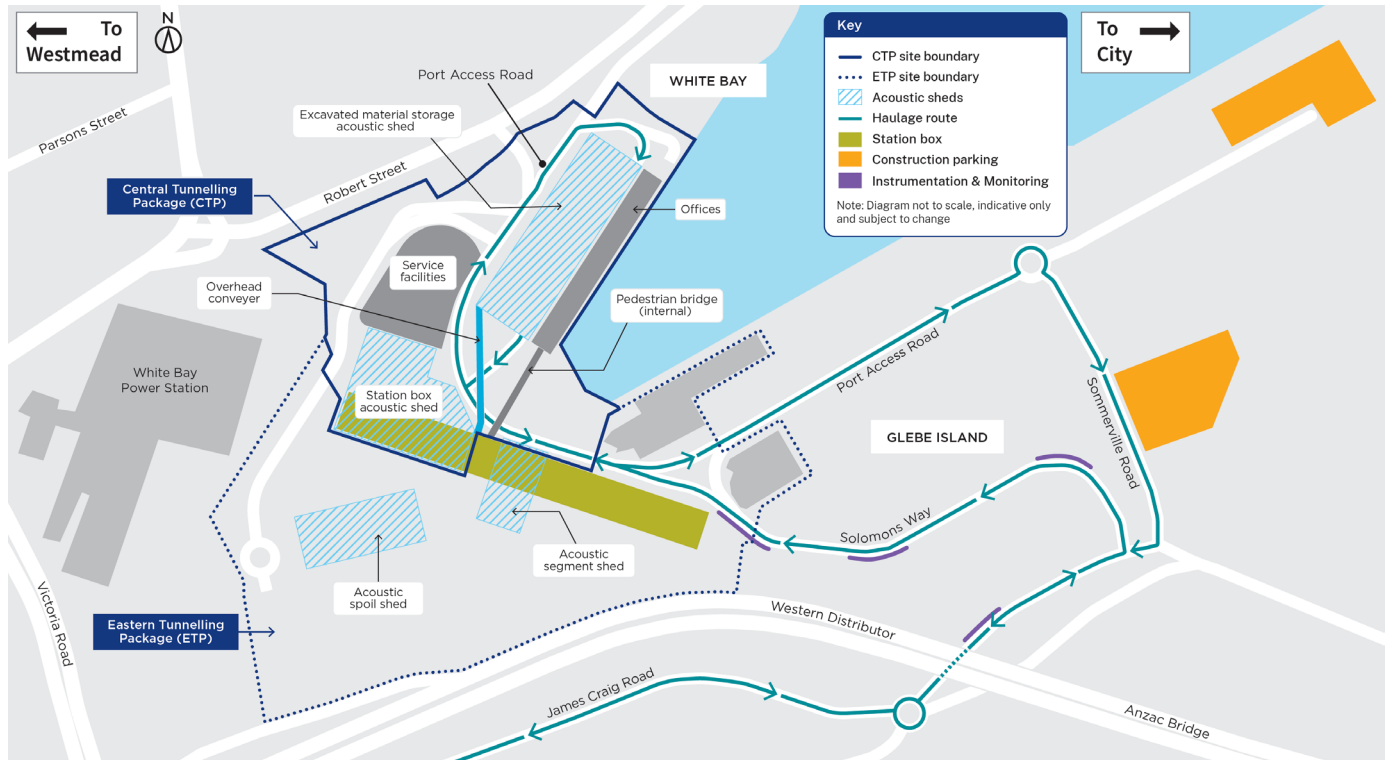 To
Westmead
N
Key
CTP site boundary
ETP site boundary
Acoustic sheds
Haulage route
Station box
Construction parking
Instrumentation & Monitoring
Note: Diagram not to scale, indicative only
and subject to change
To
City
Port Access Road
WHITE BAY
Parsons Street
Excavated material storage
acoustic shed
Robert Street
Central Tunnelling
Package (CTP)
Offices
Service
facilities
Overhead
conveyer
Pedestrian bridge
(internal)
White Bay
Power Station
Station box
acoustic shed
Port Access Road
Sommerville Road
GLEBE ISLAND
Solomons Way
Acoustic
segment shed
Acoustic
spoil shed
Victoria Road
Eastern Tunnelling
Package (ETP)
Western Distributor
James Craig Road
Anzac Bridge